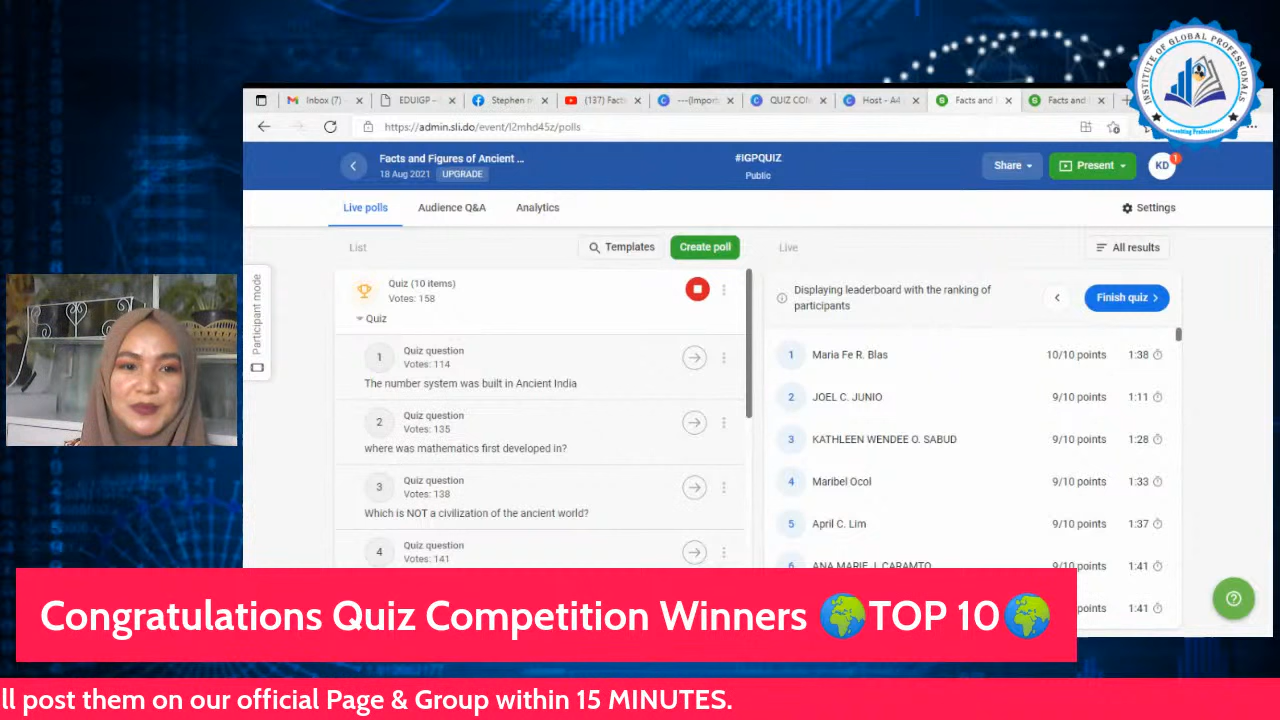 INSTITUTE OF GLOBAL PROFESSIONALS
Inbox (7)
EDUIGP -
Stephen m
(137) Facts
---(Import
QUIZ CON
Host - A4
Facts and
Facts and
https://admin.sli.do/event/l2mhd45z/polls
Facts and Figures of Ancient ...
18 Aug 2021 UPGRADE
#IGPQUIZ
Public
Share
Present
KD
1
Live polls
Audience Q&A
Analytics
Settings
List
Templates
Create poll
Live
All results
Participant mode
Quiz (10 items)
Votes: 158
Quiz
Displaying leaderboard with the ranking of
participants
Finish quiz
1 Quiz question
Votes: 114
The number system was built in Ancient India
2 Quiz question
Votes: 135
where was mathematics first developed in?
3 Quiz question
Votes: 138
Which is NOT a civilization of the ancient world?
4 Quiz question
Votes: 141
1 Maria Fe R. Blas 10/10 points 1:38
2 JOEL C. JUNIO 9/10 points 1:11
3 KATHLEEN WENDEE O. SABUD 9/10 points 1:28
4 Maribel Ocol 9/10 points 1:33
5 April C. Lim 9/10 points 1:37
6 ANA MARIE J. CARAMTO 9/10 points 1:41
points 1:41
Congratulations Quiz Competition Winners 🌍TOP 10🌍
ll post them on our official Page & Group within 15 MINUTES.